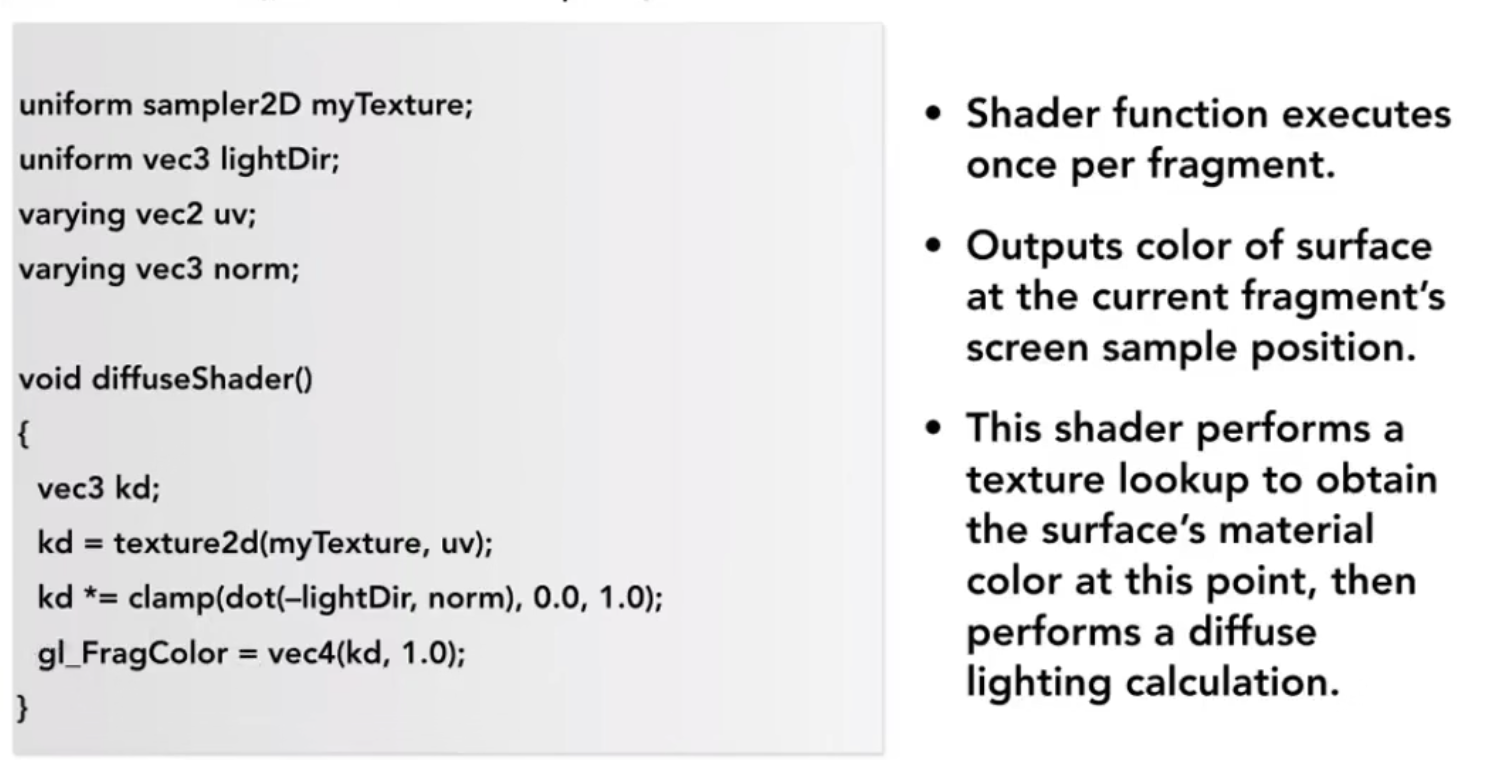 uniform sampler2D myTexture;
uniform vec3 lightDir;
varying vec2 uv;
varying vec3 norm;
void diffuseShader()
{
vec3 kd;
kd = texture2d(myTexture, uv);
kd *= clamp(dot(–lightDir, norm), 0.0, 1.0);
gl_FragColor = vec4(kd, 1.0);
}
• Shader function executes
once per fragment.
• Outputs color of surface
at the current fragment’s
screen sample position.
• This shader performs a
texture lookup to obtain
the surface’s material
color at this point, then
performs a diffuse
lighting calculation.